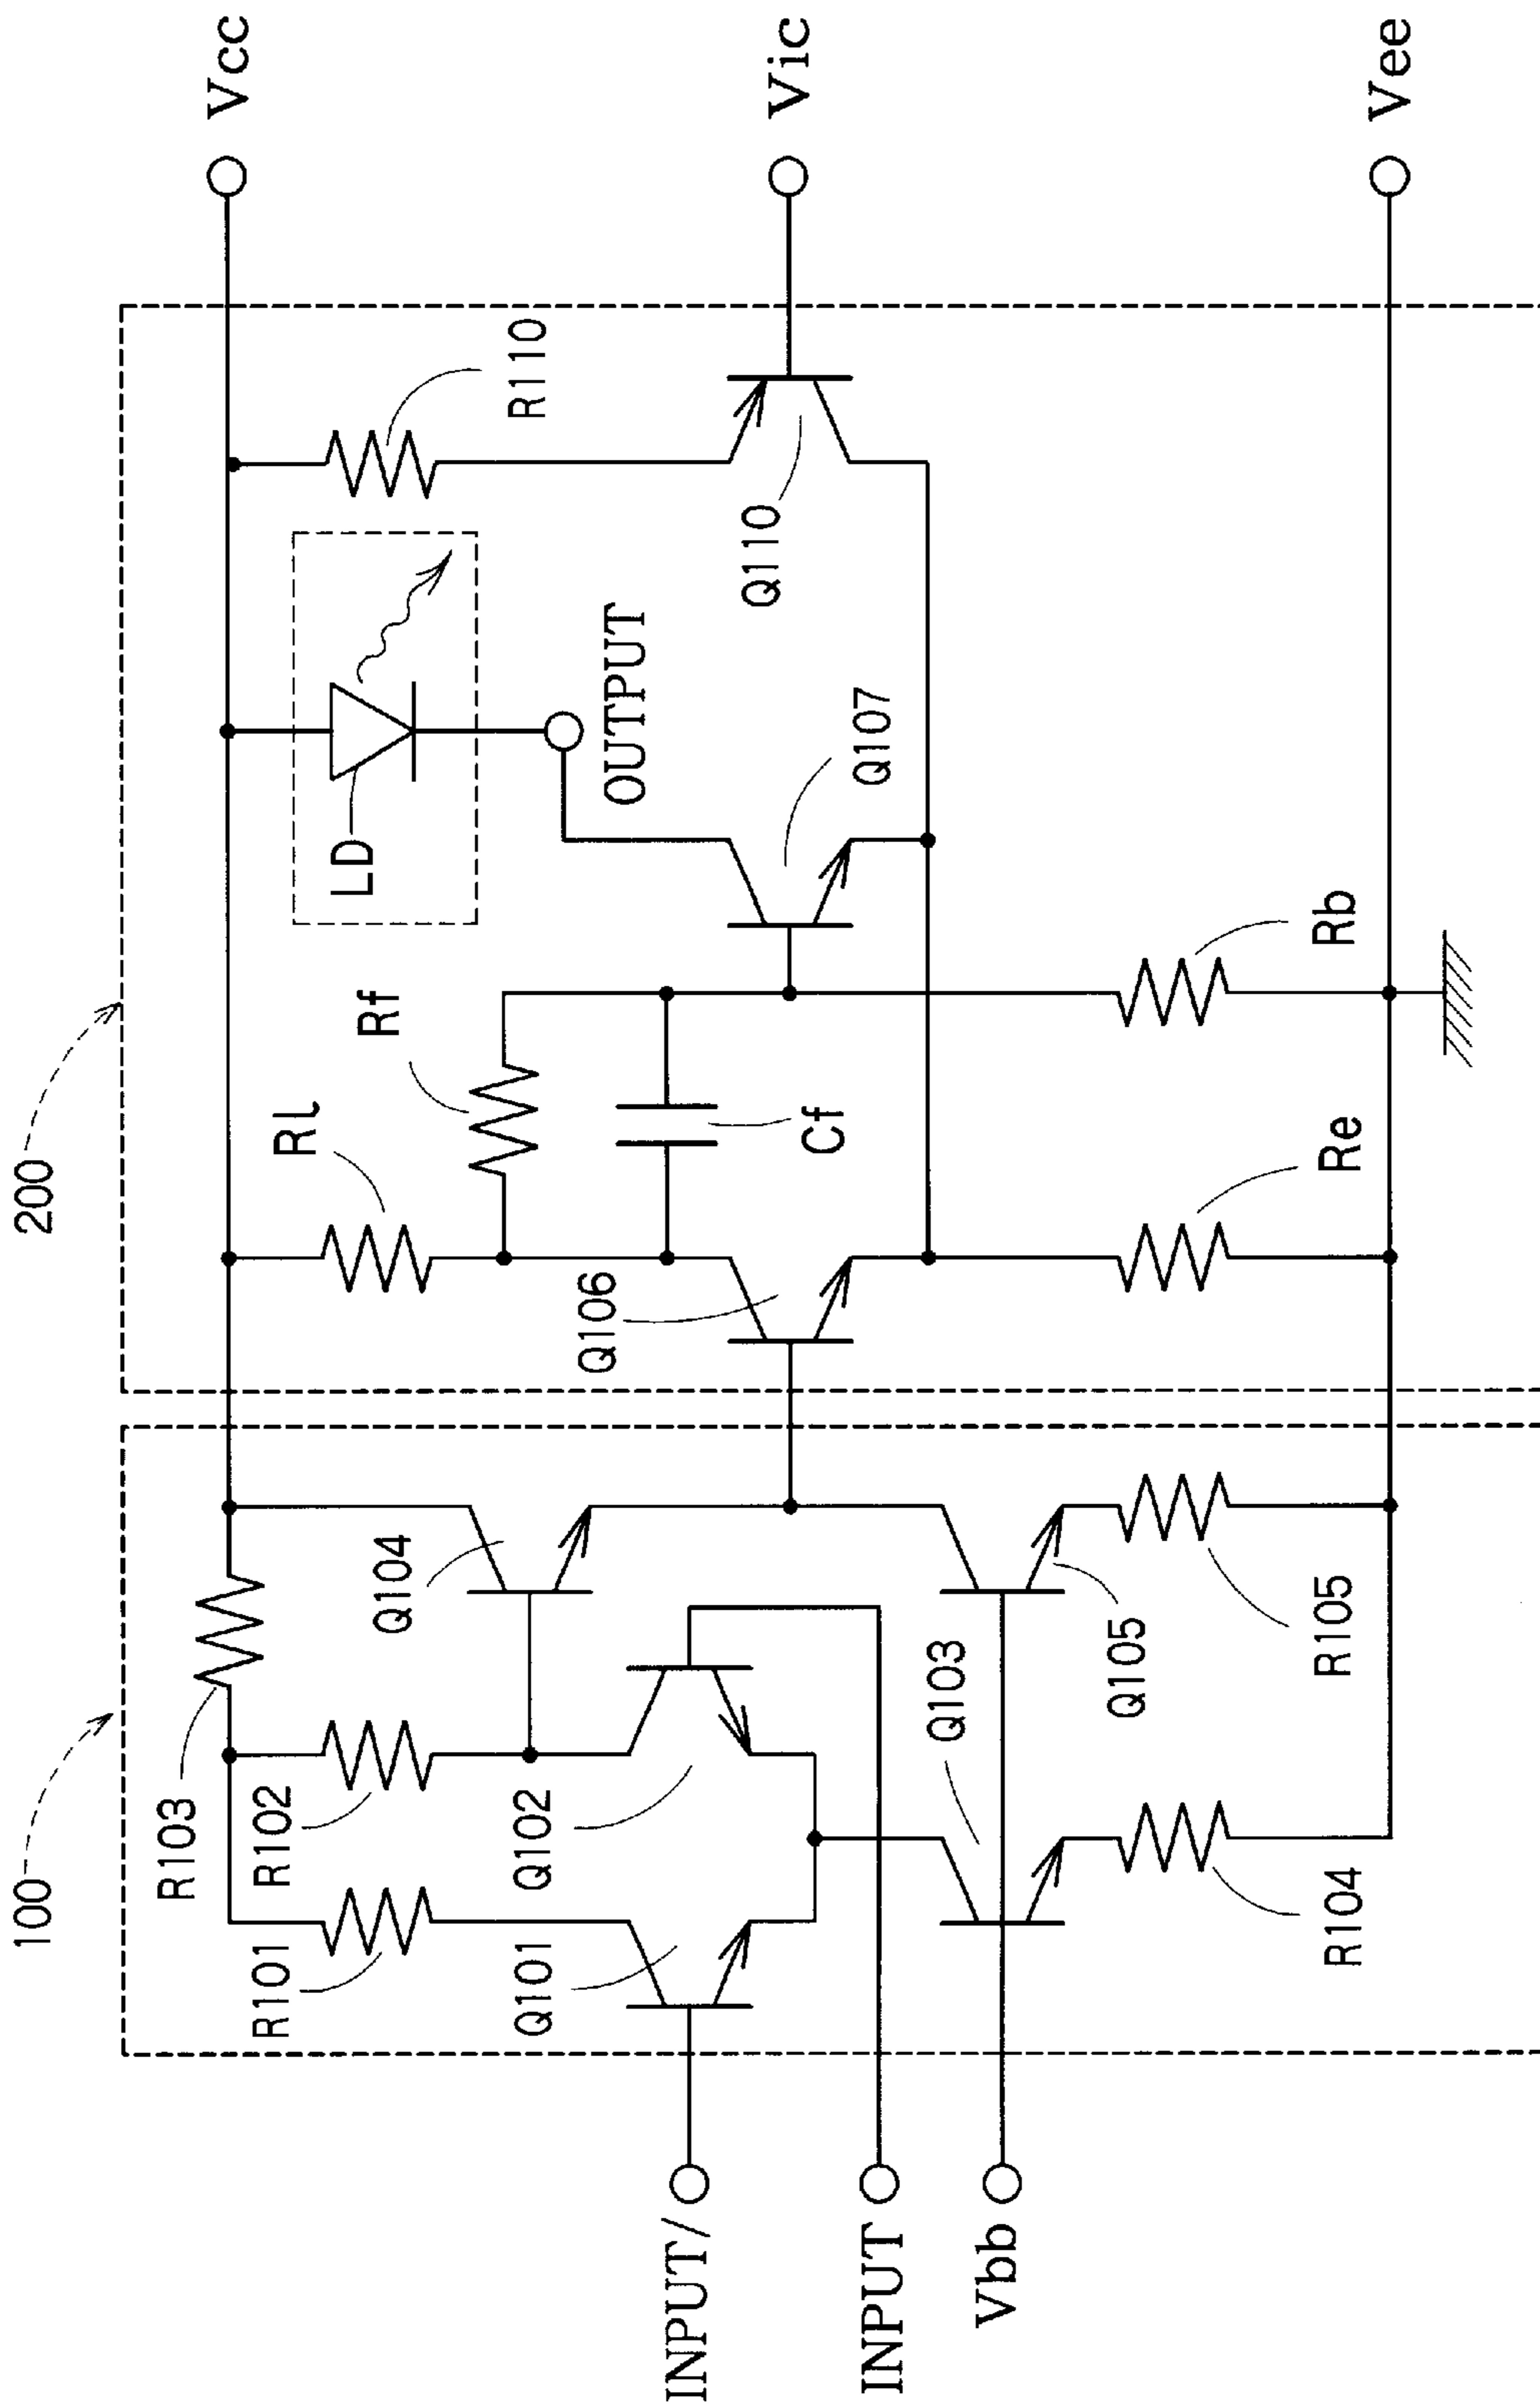 100
200
R103
R101
R102
Q101
Q102
Q104
Q103
Q105
R104
R105
INPUT/
INPUT
Vbb
Rl
Rf
Cf
Q106
Re
Rb
LD
OUTPUT
Q107
Q110
R110
Vcc
Vic
Vee